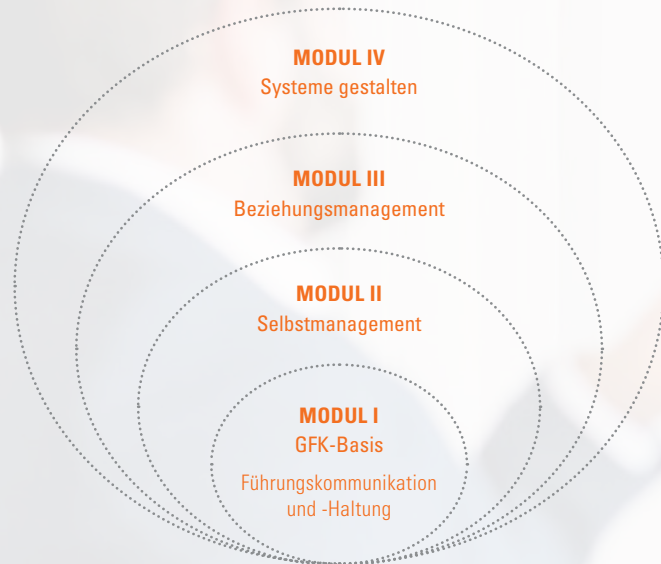 MODUL IV
Systeme gestalten
MODUL III
Beziehungsmanagement
MODUL II
Selbstmanagement
MODUL I
GFK-Basis
Führungskommunikation
und -Haltung